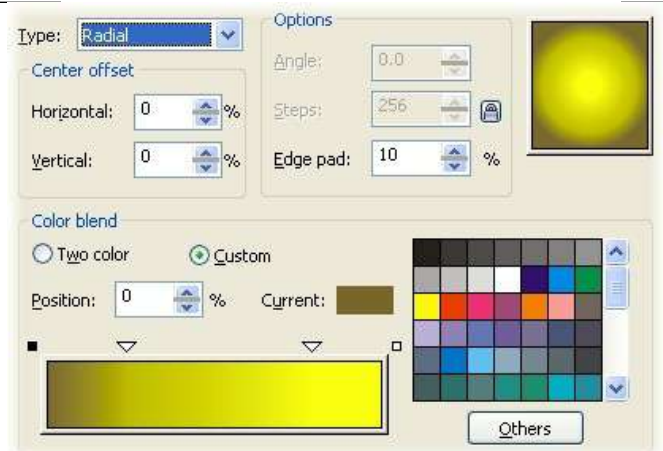 Type: Radial
Options
Center offset
Angle: 0.0
Horizontal: 0 %
Steps: 256
Vertical: 0 %
Edge pad: 10 %
Color blend
Two color Custom
Position: 0 % Current:
Others